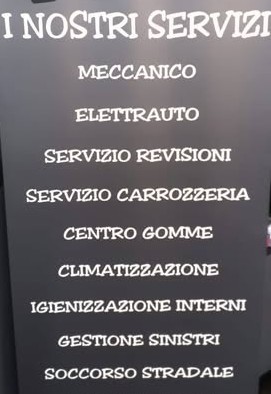 I NOSTRI SERVIZI
MECCANICO
ELETTRAUTO
SERVIZIO REVISIONI
SERVIZIO CARROZZERIA
CENTRO GOMME
CLIMATIZZAZIONE
IGIENIZZAZIONE INTERNI
GESTIONE SINISTRI
SOCCORSO STRADALE